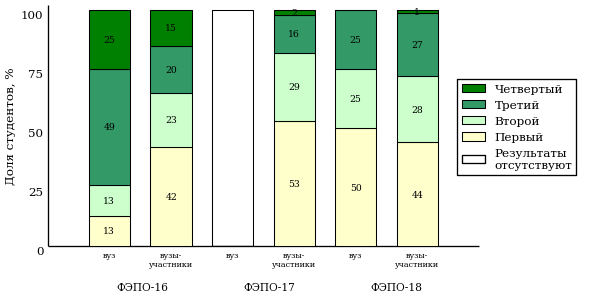 Доля студентов, %
100
75
50
25
0
25
49
13
13
15
20
23
42
2
16
29
53
25
25
50
1
27
28
44
вуз
вузы-
участники
вуз
вузы-
участники
вуз
вузы-
участники
ФЭПО-16
ФЭПО-17
ФЭПО-18
Четвертый
Третий
Второй
Первый
Результаты
отсутствуют